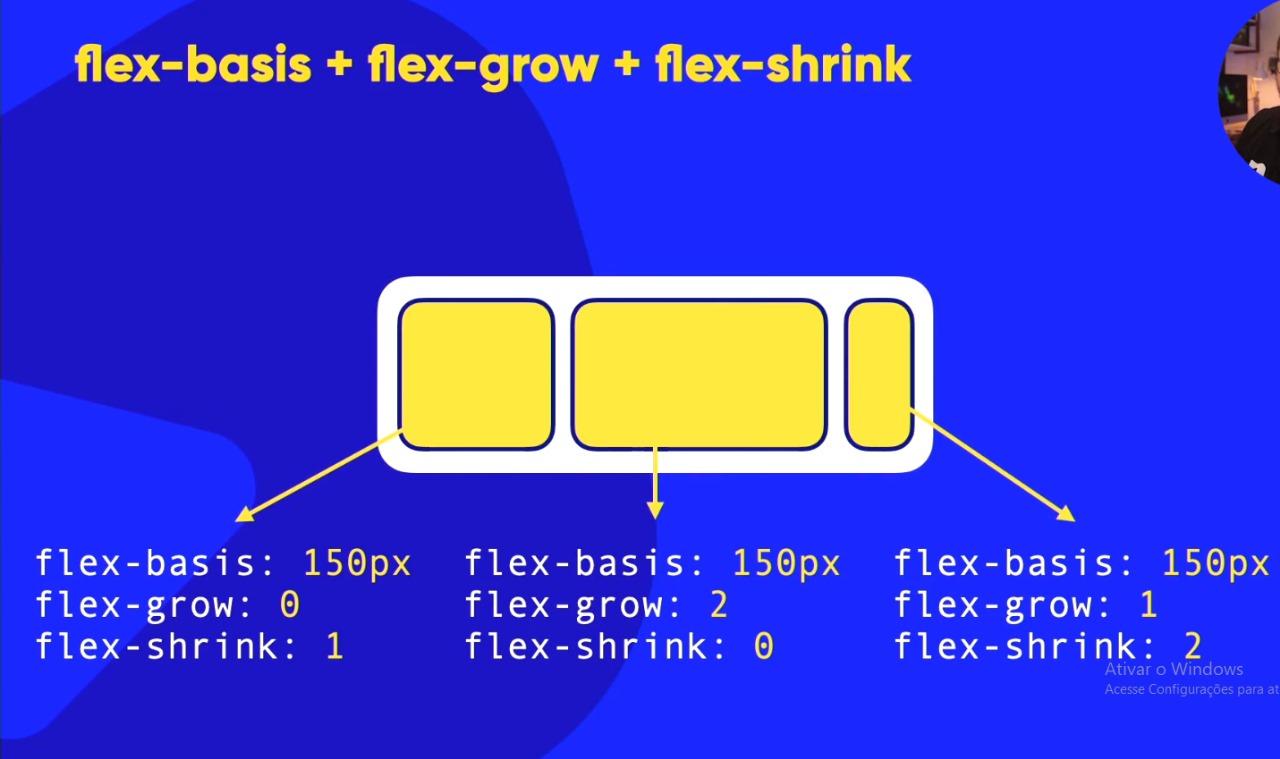 flex-basis + flex-grow + flex-shrink
flex-basis: 150px
flex-grow: 0
flex-shrink: 1
flex-basis: 150px
flex-grow: 2
flex-shrink: 0
flex-basis: 150px
flex-grow: 1
flex-shrink: 2
Ativar o Windows
Acesse Configurações para